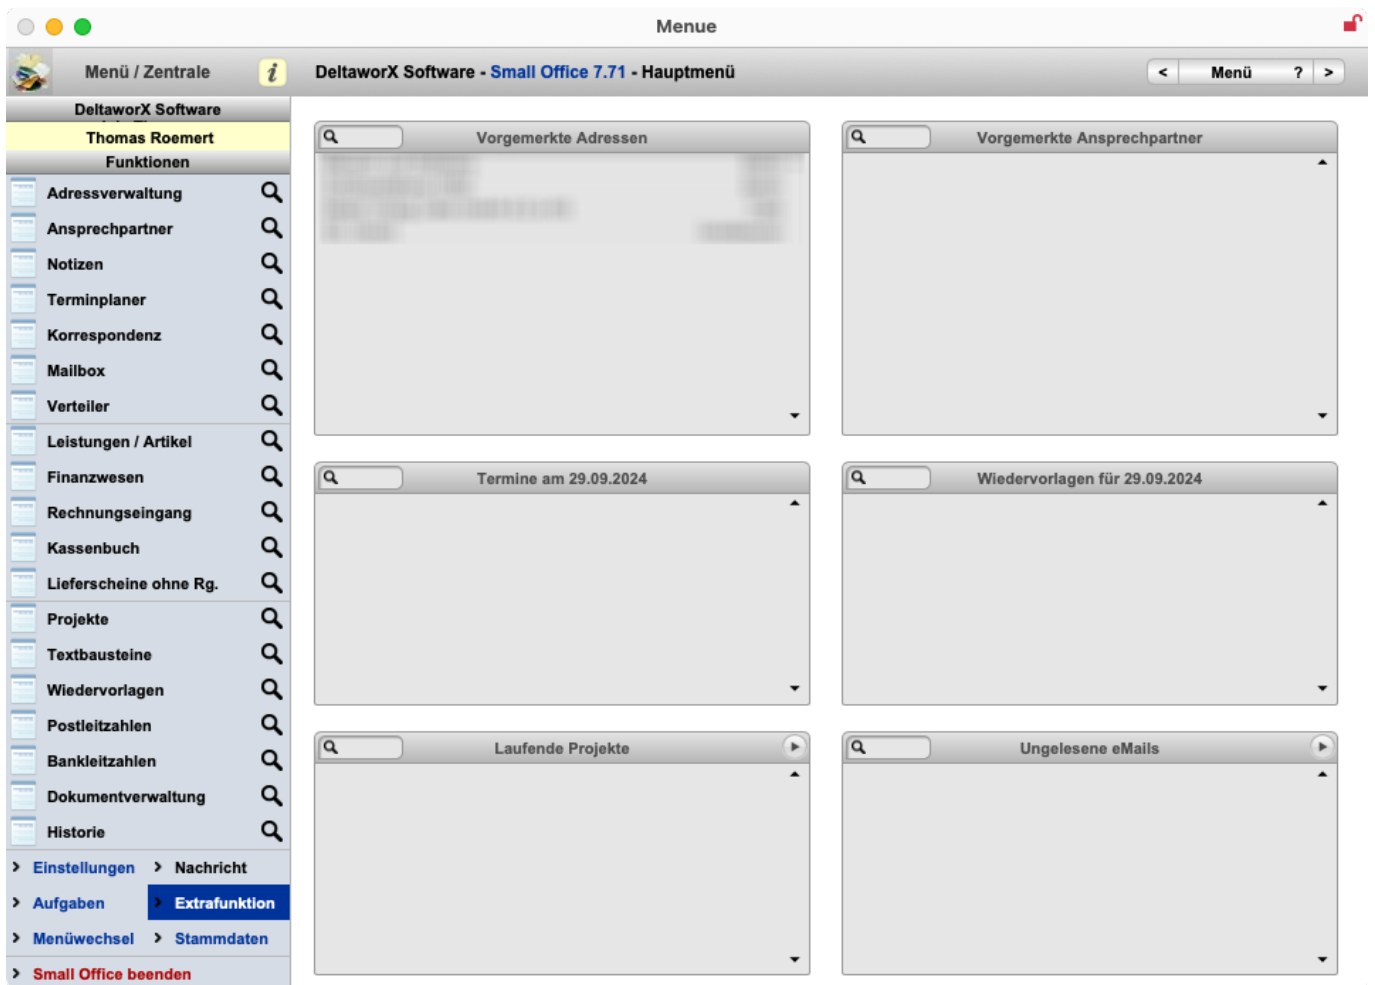 Menue
Menü / Zentrale
i
DeltaworX Software - Small Office 7.71 - Hauptmenü
< Menü ? >
DeltaworX Software
Thomas Roemert
Funktionen
Adressverwaltung
Ansprechpartner
Notizen
Terminplaner
Korrespondenz
Mailbox
Verteiler
Leistungen / Artikel
Finanzwesen
Rechnungseingang
Kassenbuch
Lieferscheine ohne Rg.
Projekte
Textbausteine
Wiedervorlagen
Postleitzahlen
Bankleitzahlen
Dokumentverwaltung
Historie
> Einstellungen > Nachricht
> Aufgaben > Extrafunktion
> Menüwechsel > Stammdaten
> Small Office beenden
Vorgemerkte Adressen
Vorgemerkte Ansprechpartner
Termine am 29.09.2024
Wiedervorlagen für 29.09.2024
Laufende Projekte
Ungelesene eMails